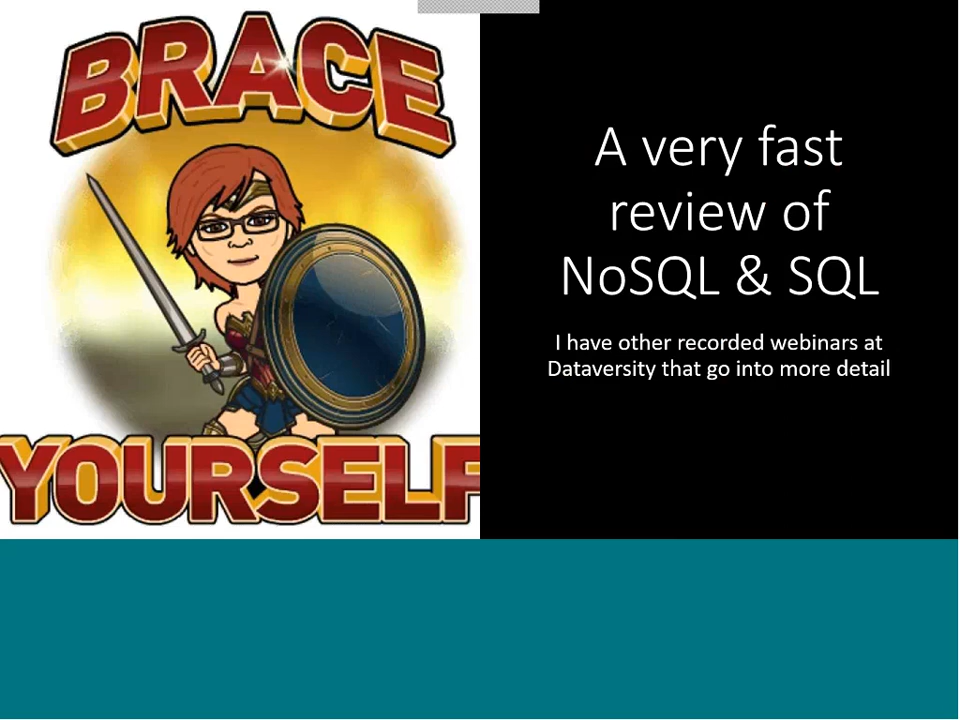 BRACE
YOURSELF
A very fast
review of
NoSQL & SQL
I have other recorded webinars at
Dataversity that go into more detail